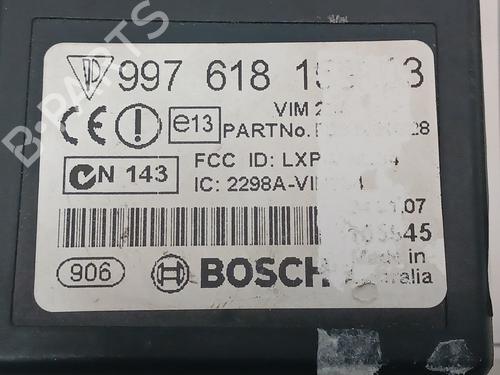 997 618 1
VIM 2
PARTNo.
e13
FCC ID: LXP
N 143
IC: 2298A-VI
.07
45
906
BOSCH
Made in
Australia
B-PARTS